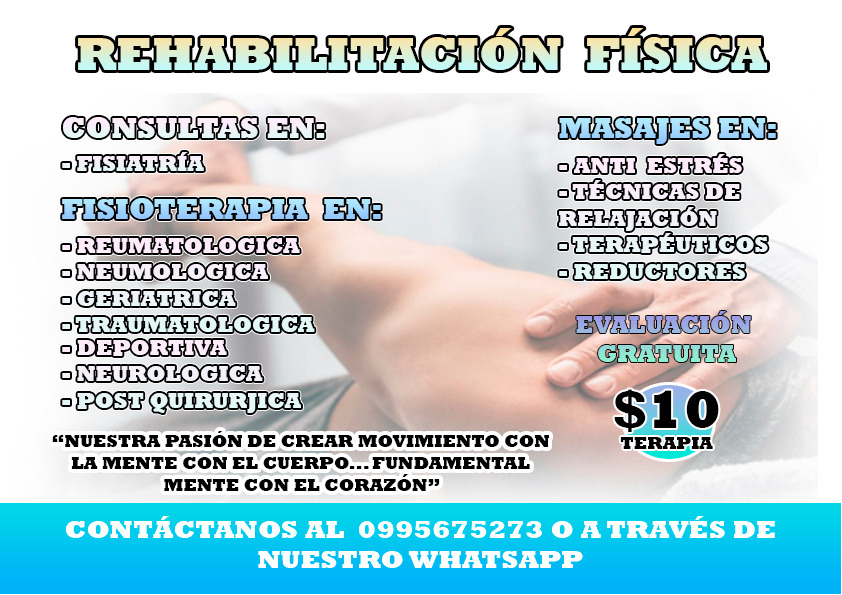 REHABILITACIÓN FÍSICA
CONSULTAS EN:
- FISIATRÍA
FISIOTERAPIA EN:
- REUMATOLOGICA
- NEUMOLOGICA
- GERIATRICA
- TRAUMATOLOGICA
- DEPORTIVA
- NEUROLOGICA
- POST QUIRURJICA
MASAJES EN:
- ANTI ESTRÉS
- TÉCNICAS DE
RELAJACIÓN
- TERAPÉUTICOS
- REDUCTORES
EVALUACIÓN
GRATUITA
$10
TERAPIA
“NUESTRA PASIÓN DE CREAR MOVIMIENTO CON
LA MENTE CON EL CUERPO...FUNDAMENTAL
MENTE CON EL CORAZÓN”
CONTÁCTANOS AL 0995675273 O A TRAVÉS DE
NUESTRO WHATSAPP